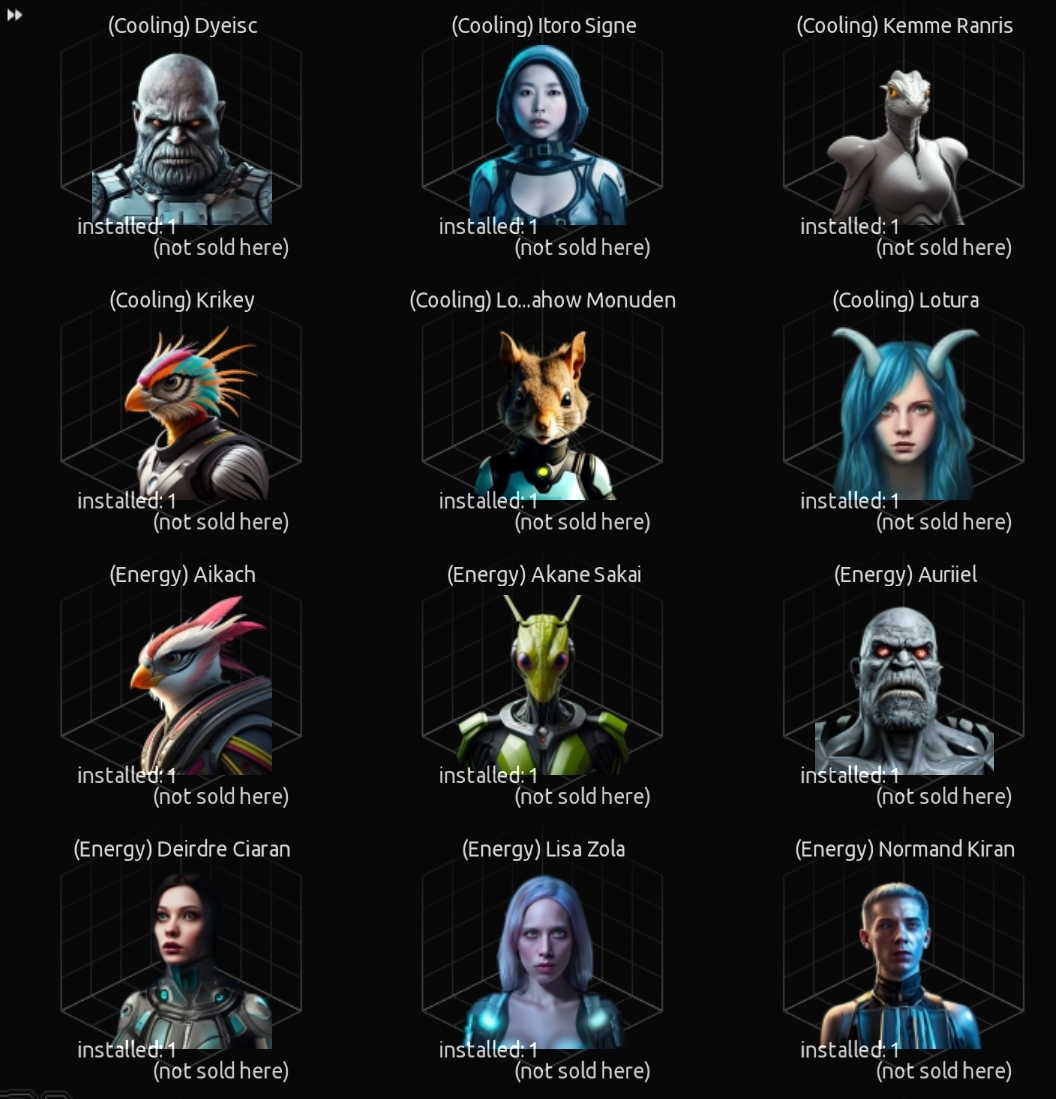 (Cooling) Dyeisc
(Cooling) Itoro Signe
(Cooling) Kemme Ranris
installed: 1
(not sold here)
installed: 1
(not sold here)
installed: 1
(not sold here)
(Cooling) Krikey
(Cooling) Lo...ahow Monuden
(Cooling) Lotura
installed: 1
(not sold here)
installed: 1
(not sold here)
installed: 1
(not sold here)
(Energy) Aikach
(Energy) Akane Sakai
(Energy) Auriiel
installed: 1
(not sold here)
installed: 1
(not sold here)
installed: 1
(not sold here)
(Energy) Deirdre Ciaran
(Energy) Lisa Zola
(Energy) Normand Kiran
installed: 1
(not sold here)
installed: 1
(not sold here)
installed: 1
(not sold here)